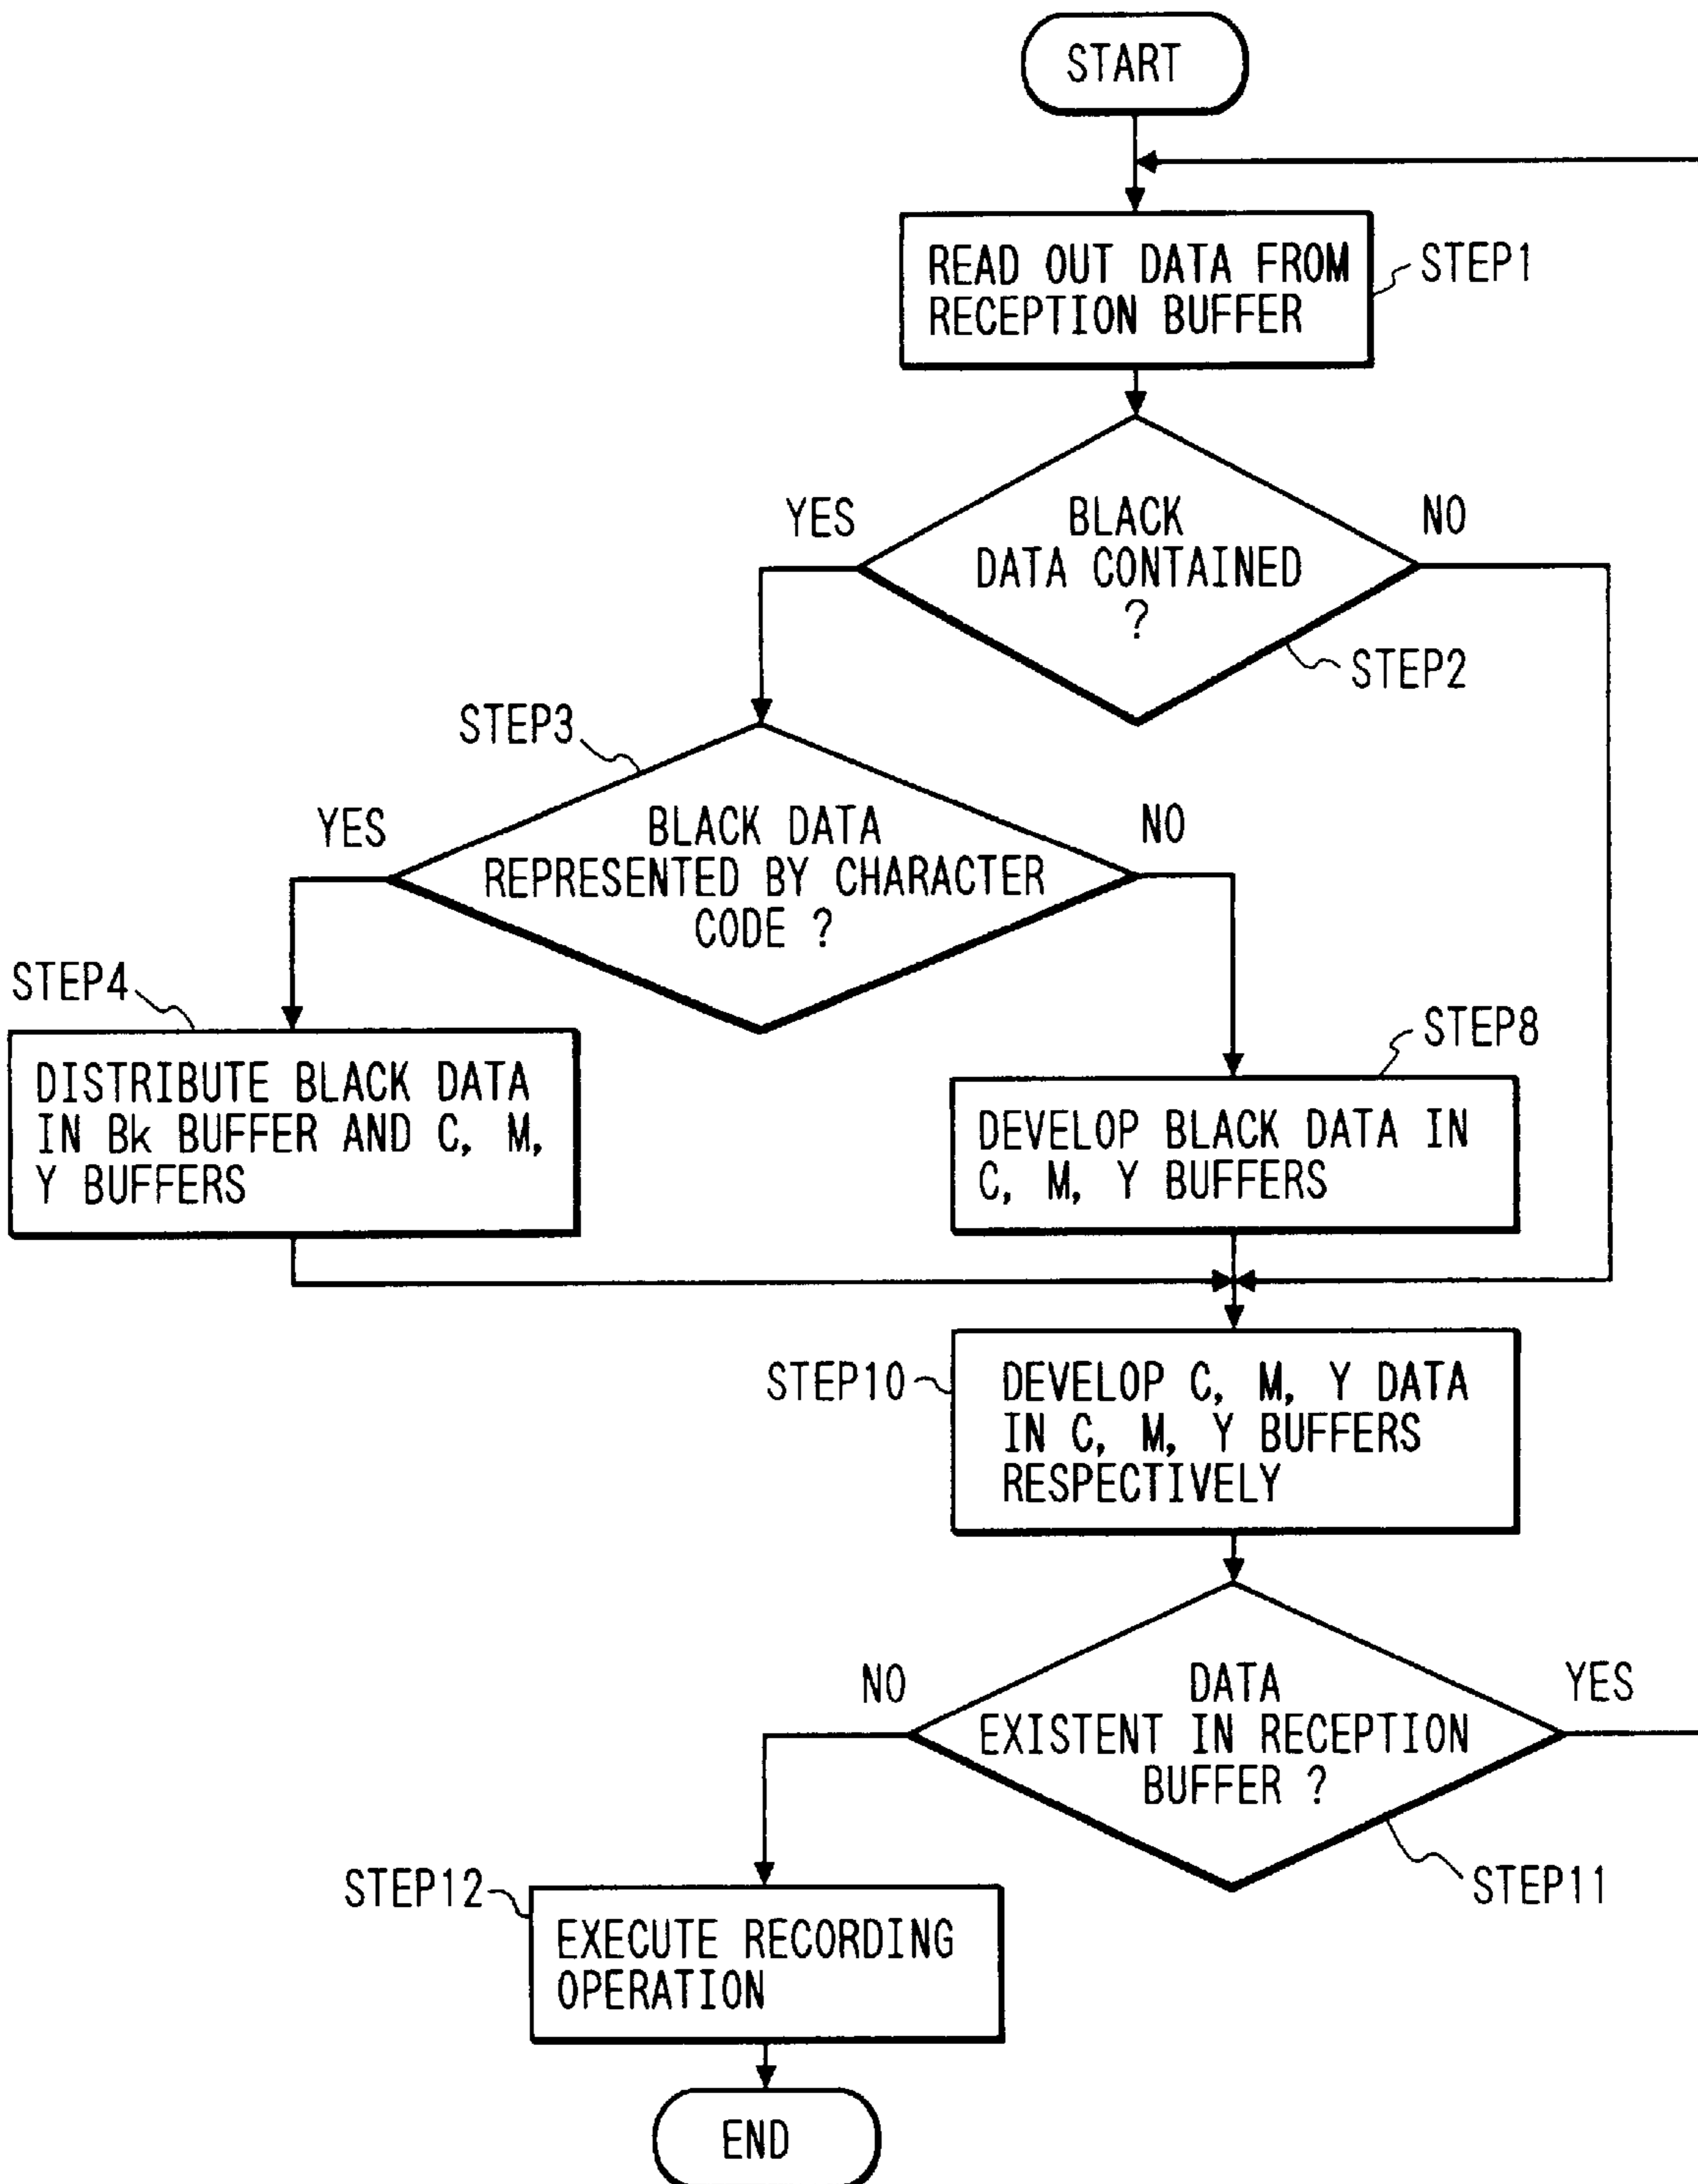 START
READ OUT DATA FROM
RECEPTION BUFFER
STEP1
YES
BLACK
DATA CONTAINED
?
NO
STEP2
STEP3
YES
BLACK DATA
REPRESENTED BY CHARACTER
CODE ?
NO
STEP4
DISTRIBUTE BLACK DATA
IN Bk BUFFER AND C, M,
Y BUFFERS
STEP8
DEVELOP BLACK DATA IN
C, M, Y BUFFERS
STEP10
DEVELOP C, M, Y DATA
IN C, M, Y BUFFERS
RESPECTIVELY
NO
DATA
EXISTENT IN RECEPTION
BUFFER ?
YES
STEP11
STEP12
EXECUTE RECORDING
OPERATION
END